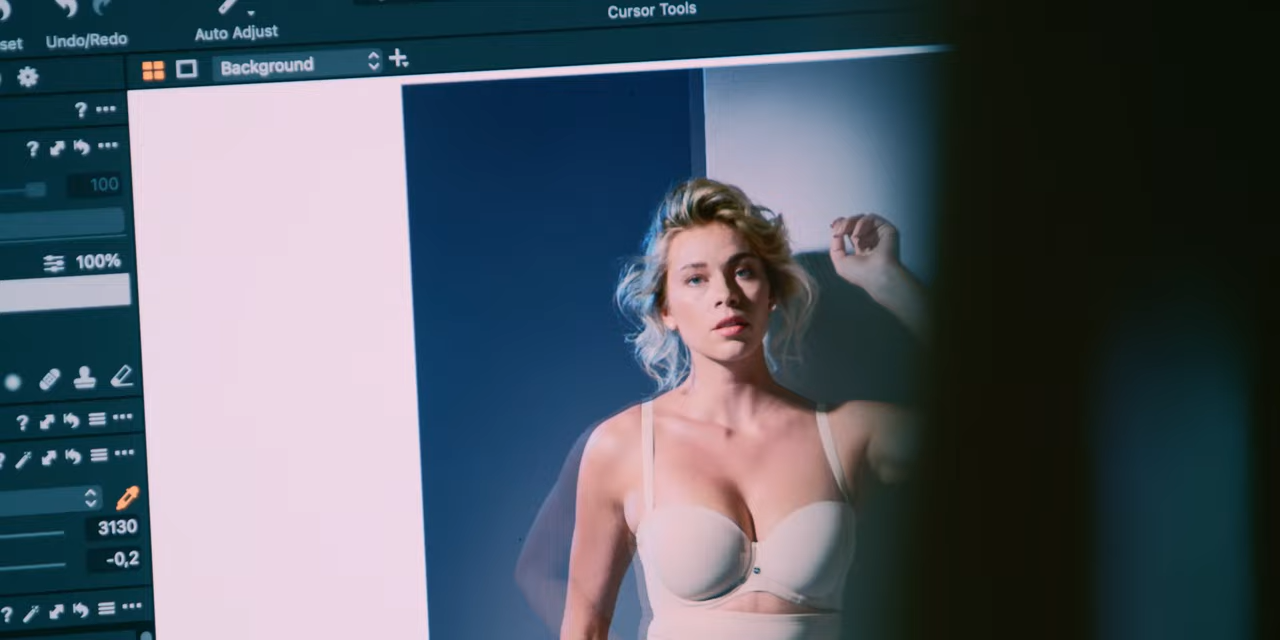 Cursor Tools
set
Undo/Redo
Auto Adjust
Background
?
?
100
100%
?
?
3130
-0,2
?